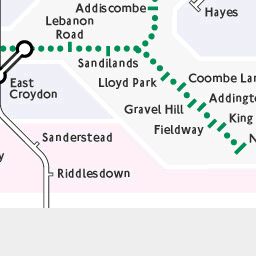 Addiscombe
Hayes
Lebanon
Road
Sandilands
East
Croydon
Lloyd Park
Coombe Lan
Addingto
Gravel Hill
King
Fieldway
Sanderstead
Riddlesdown